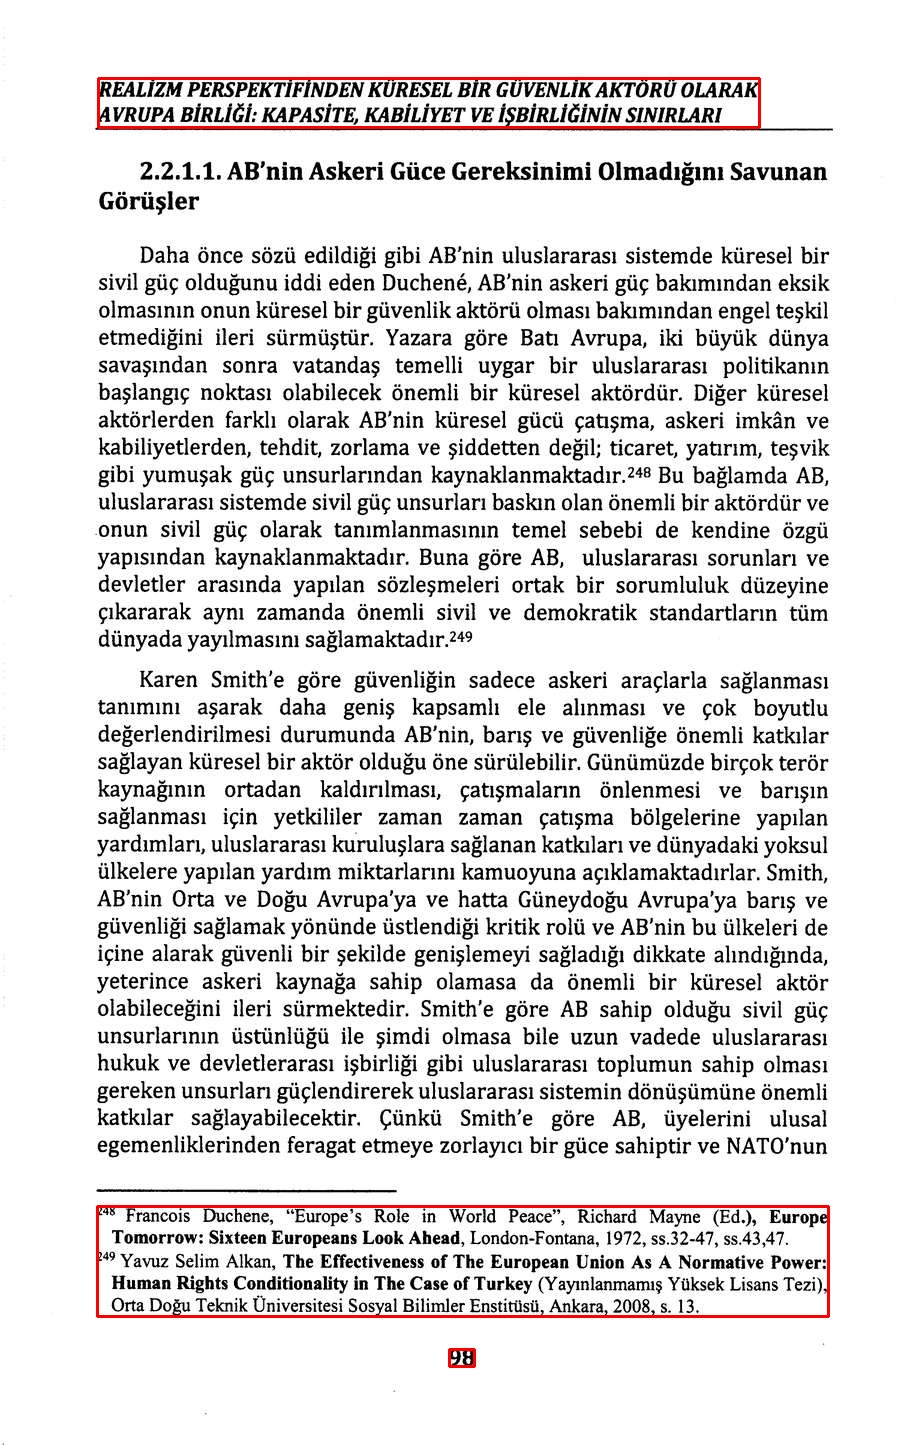 REALİZM PERSPEKTİFİNDEN KÜRESEL BİR GÜVENLİK AKTÖRÜ OLARAK
AVRUPA BİRLİĞİ: KAPASİTE, KABİLİYET VE İŞBİRLİĞİNİN SINIRLARI
2.2.1.1. AB'nin Askeri Güce Gereksinimi Olmadığını Savunan
Görüşler
Daha önce sözü edildiği gibi AB'nin uluslararası sistemde küresel bir
sivil güç olduğunu iddi eden Duchené, AB'nin askeri güç bakımından eksik
olmasının onun küresel bir güvenlik aktörü olması bakımından engel teşkil
etmediğini ileri sürmüştür. Yazara göre Batı Avrupa, iki büyük dünya
savaşından sonra vatandaş temelli uygar bir uluslararası politikanın
başlangıç noktası olabilecek önemli bir küresel aktördür. Diğer küresel
aktörlerden farklı olarak AB'nin küresel gücü çatışma, askeri imkân ve
kabiliyetlerden, tehdit, zorlama ve şiddetten değil; ticaret, yatırım, teşvik
gibi yumuşak güç unsurlarından kaynaklanmaktadır.²⁴⁸ Bu bağlamda AB,
uluslararası sistemde sivil güç unsurları baskın olan önemli bir aktördür ve
onun sivil güç olarak tanımlanmasının temel sebebi de kendine özgü
yapısından kaynaklanmaktadır. Buna göre AB, uluslararası sorunları ve
devletler arasında yapılan sözleşmeleri ortak bir sorumluluk düzeyine
çıkararak aynı zamanda önemli sivil ve demokratik standartların tüm
dünyada yayılmasını sağlamaktadır.²⁴⁹
Karen Smith'e göre güvenliğin sadece askeri araçlarla sağlanması
tanımını aşarak daha geniş kapsamlı ele alınması ve çok boyutlu
değerlendirilmesi durumunda AB'nin, barış ve güvenliğe önemli katkılar
sağlayan küresel bir aktör olduğu öne sürülebilir. Günümüzde birçok terör
kaynağının ortadan kaldırılması, çatışmaların önlenmesi ve barışın
sağlanması için yetkililer zaman zaman çatışma bölgelerine yapılan
yardımları, uluslararası kuruluşlara sağlanan katkıları ve dünyadaki yoksul
ülkelere yapılan yardım miktarlarını kamuoyuna açıklamaktadırlar. Smith,
AB'nin Orta ve Doğu Avrupa'ya ve hatta Güneydoğu Avrupa'ya barış ve
güvenliği sağlamak yönünde üstlendiği kritik rolü ve AB'nin bu ülkeleri de
içine alarak güvenli bir şekilde genişlemeyi sağladığı dikkate alındığında,
yeterince askeri kaynağa sahip olamasa da önemli bir küresel aktör
olabileceğini ileri sürmektedir. Smith'e göre AB sahip olduğu sivil güç
unsurlarının üstünlüğü ile şimdi olmasa bile uzun vadede uluslararası
hukuk ve devletlerarası işbirliği gibi uluslararası toplumun sahip olması
gereken unsurları güçlendirerek uluslararası sistemin dönüşümüne önemli
katkılar sağlayabilecektir. Çünkü Smith'e göre AB, üyelerini ulusal
egemenliklerinden feragat etmeye zorlayıcı bir güce sahiptir ve NATO'nun
²⁴⁸ Francois Duchene, “Europe's Role in World Peace”, Richard Mayne (Ed.), Europe
Tomorrow: Sixteen Europeans Look Ahead, London-Fontana, 1972, ss.32-47, ss.43,47.
²⁴⁹ Yavuz Selim Alkan, The Effectiveness of The European Union As A Normative Power:
Human Rights Conditionality in The Case of Turkey (Yayınlanmamış Yüksek Lisans Tezi),
Orta Doğu Teknik Üniversitesi Sosyal Bilimler Enstitüsü, Ankara, 2008, s. 13.
98